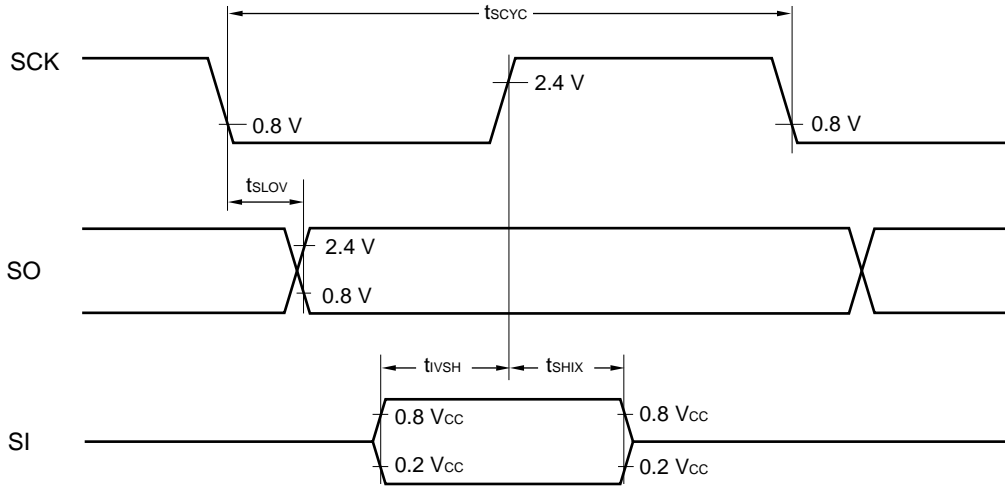 tSCYC
SCK
2.4 V
0.8 V
0.8 V
tSLOV
SO
2.4 V
0.8 V
tIVSH
tSHIX
SI
0.8 VCC
0.8 VCC
0.2 VCC
0.2 VCC